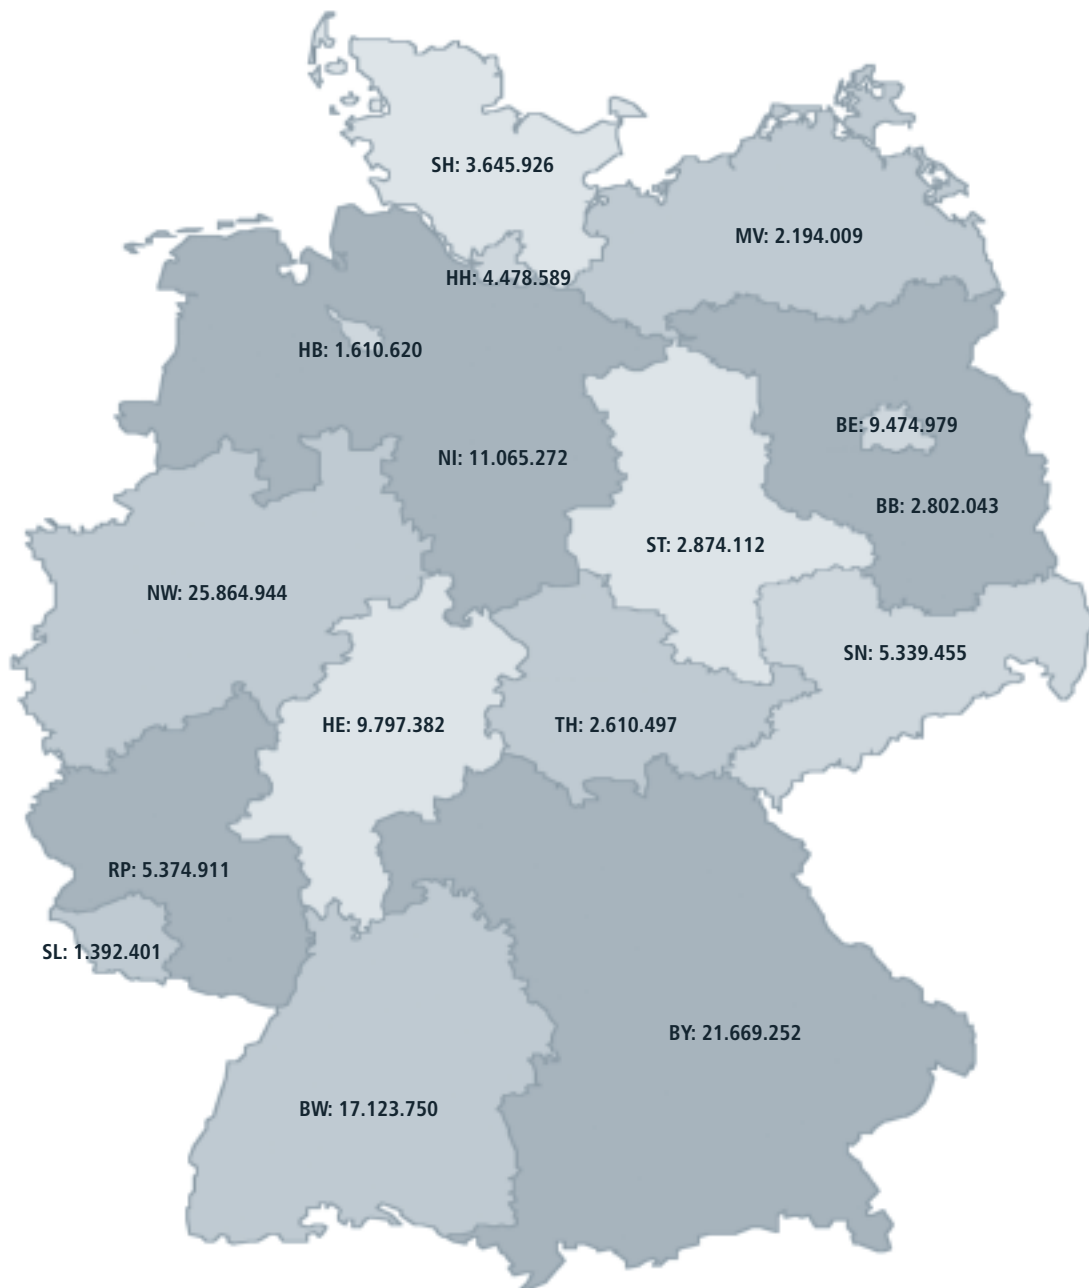 SH: 3.645.926
MV: 2.194.009
HH: 4.478.589
HB: 1.610.620
BE: 9.474.979
NI: 11.065.272
BB: 2.802.043
ST: 2.874.112
NW: 25.864.944
SN: 5.339.455
HE: 9.797.382
TH: 2.610.497
RP: 5.374.911
SL: 1.392.401
BY: 21.669.252
BW: 17.123.750